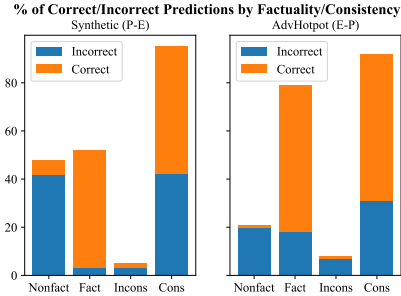 % of Correct/Incorrect Predictions by Factuality/Consistency
Synthetic (P-E)
AdvHotpot (E-P)
Incorrect
Correct
Incorrect
Correct
80
60
40
20
0
Nonfact Fact Incons Cons
Nonfact Fact Incons Cons